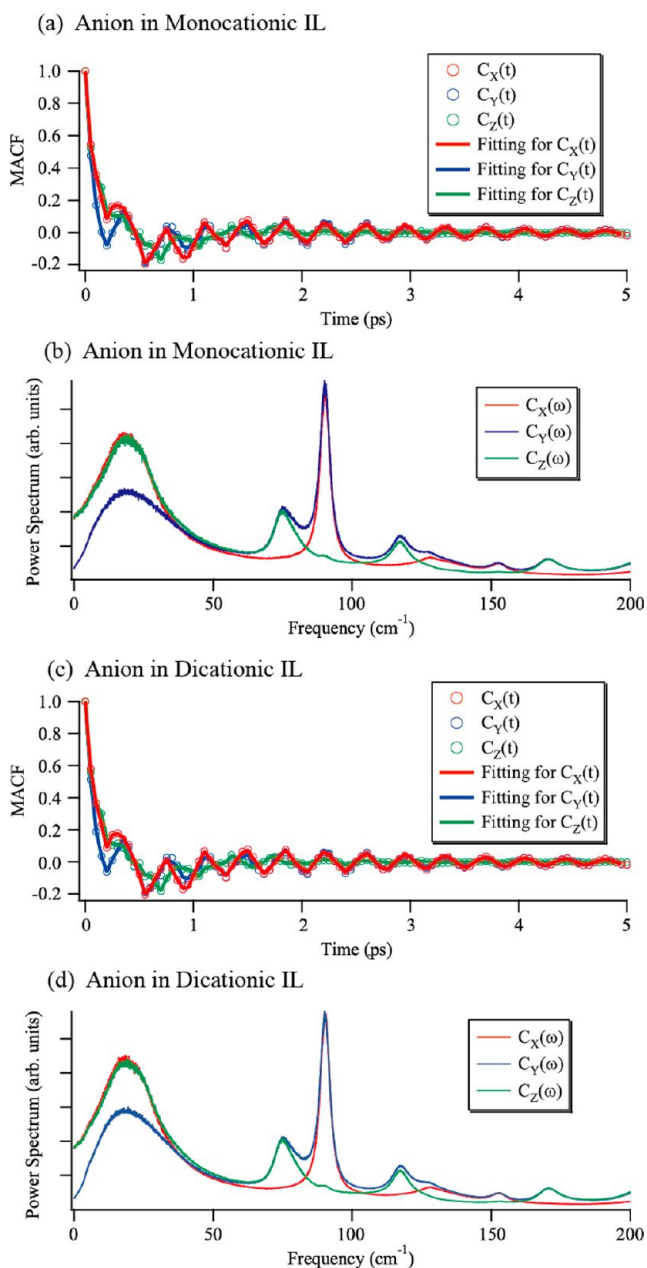 (a) Anion in Monocationic IL
1.0
0.8
0.6
0.4
0.2
0.0
-0.2
MACF
C_X(t)
C_Y(t)
C_Z(t)
Fitting for C_X(t)
Fitting for C_Y(t)
Fitting for C_Z(t)
0 1 2 3 4 5
Time (ps)
(b) Anion in Monocationic IL
Power Spectrum (arb. units)
C_X(ω)
C_Y(ω)
C_Z(ω)
0 50 100 150 200
Frequency (cm⁻¹)
(c) Anion in Dicationic IL
1.0
0.8
0.6
0.4
0.2
0.0
-0.2
MACF
C_X(t)
C_Y(t)
C_Z(t)
Fitting for C_X(t)
Fitting for C_Y(t)
Fitting for C_Z(t)
0 1 2 3 4 5
Time (ps)
(d) Anion in Dicationic IL
Power Spectrum (arb. units)
C_X(ω)
C_Y(ω)
C_Z(ω)
0 50 100 150 200
Frequency (cm⁻¹)